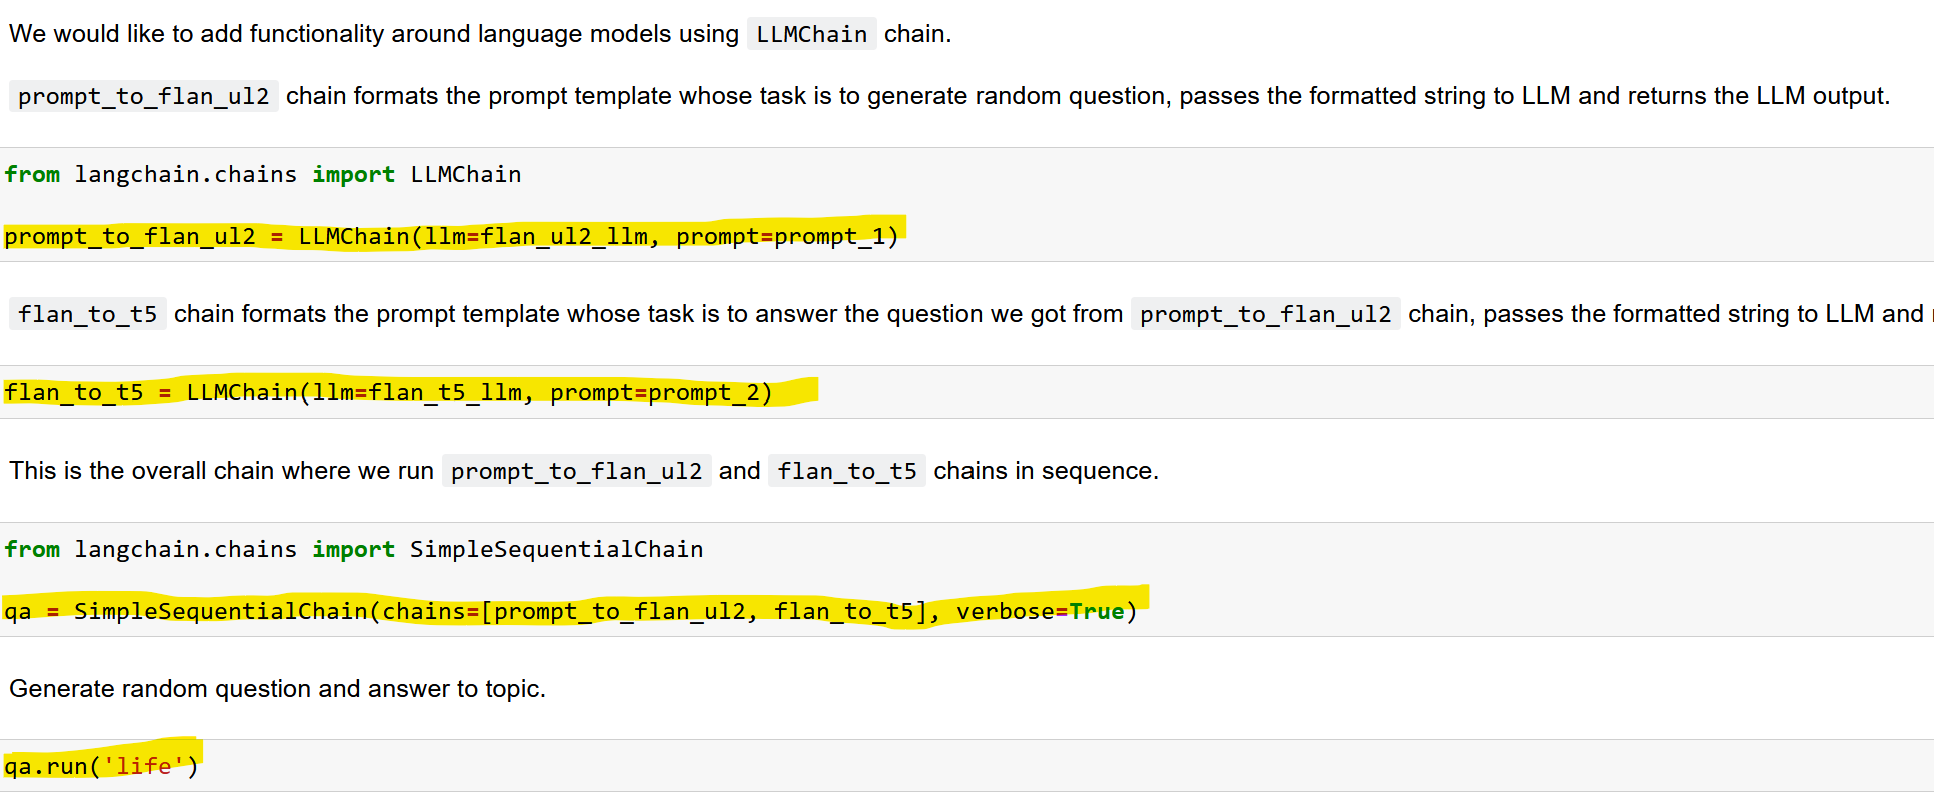 We would like to add functionality around language models using LLMChain chain.
prompt_to_flan_ul2 chain formats the prompt template whose task is to generate random question, passes the formatted string to LLM and returns the LLM output.
from langchain.chains import LLMChain
prompt_to_flan_ul2 = LLMChain(llm=flan_ul2_llm, prompt=prompt_1)
flan_to_t5 chain formats the prompt template whose task is to answer the question we got from prompt_to_flan_ul2 chain, passes the formatted string to LLM and
flan_to_t5 = LLMChain(llm=flan_t5_llm, prompt=prompt_2)
This is the overall chain where we run prompt_to_flan_ul2 and flan_to_t5 chains in sequence.
from langchain.chains import SimpleSequentialChain
qa = SimpleSequentialChain(chains=[prompt_to_flan_ul2, flan_to_t5], verbose=True)
Generate random question and answer to topic.
qa.run('life')